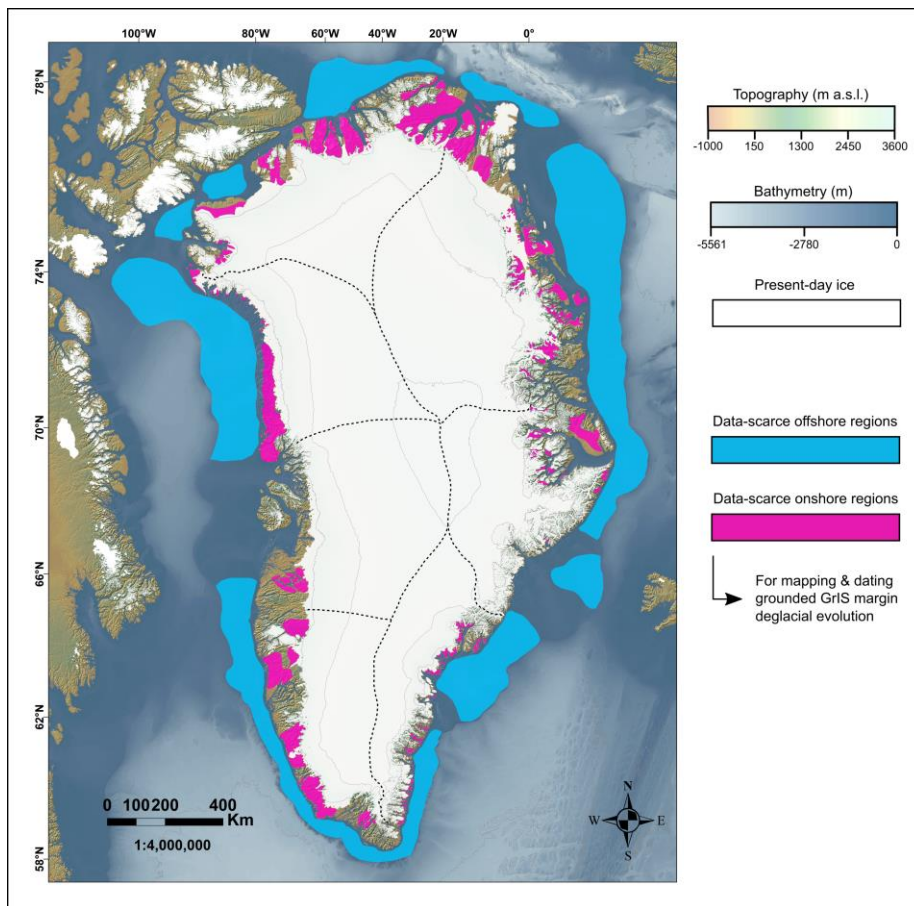 100°W 80°W 60°W 40°W 20°W 0°
78°N
74°N
70°N
66°N
62°N
58°N
0 100 200 400
Km
1:4,000,000
N
W E
S
Topography (m a.s.l.)
-1000 150 1300 2450 3600
Bathymetry (m)
-5561 -2780 0
Present-day ice
Data-scarce offshore regions
Data-scarce onshore regions
For mapping & dating
grounded GrIS margin
deglacial evolution